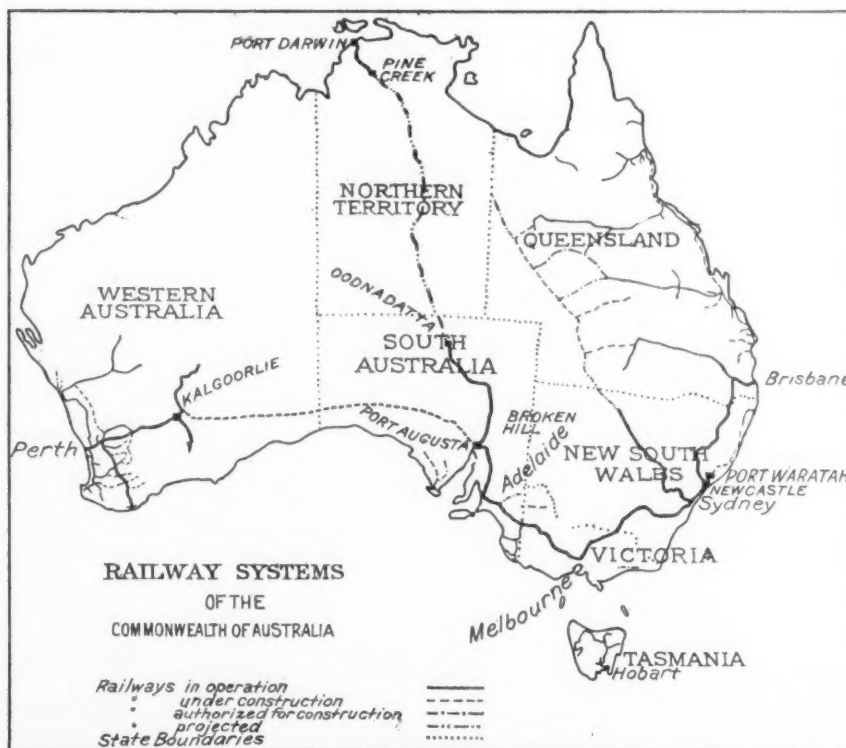 PORT DARWIN
PINE
CREEK
NORTHERN
TERRITORY
QUEENSLAND
OODNADATTA
WESTERN
AUSTRALIA
SOUTH
AUSTRALIA
KALGOORLIE
Brisbane
PORT AUGUSTA
BROKEN
HILL
Adelaide
Perth
NEW SOUTH
WALES
PORT WARATAH
NEWCASTLE
Sydney
VICTORIA
Melbourne
RAILWAY SYSTEMS
OF THE
COMMONWEALTH OF AUSTRALIA
TASMANIA
Hobart
Railways in operation
" under construction
" authorized for construction
" projected
State Boundaries